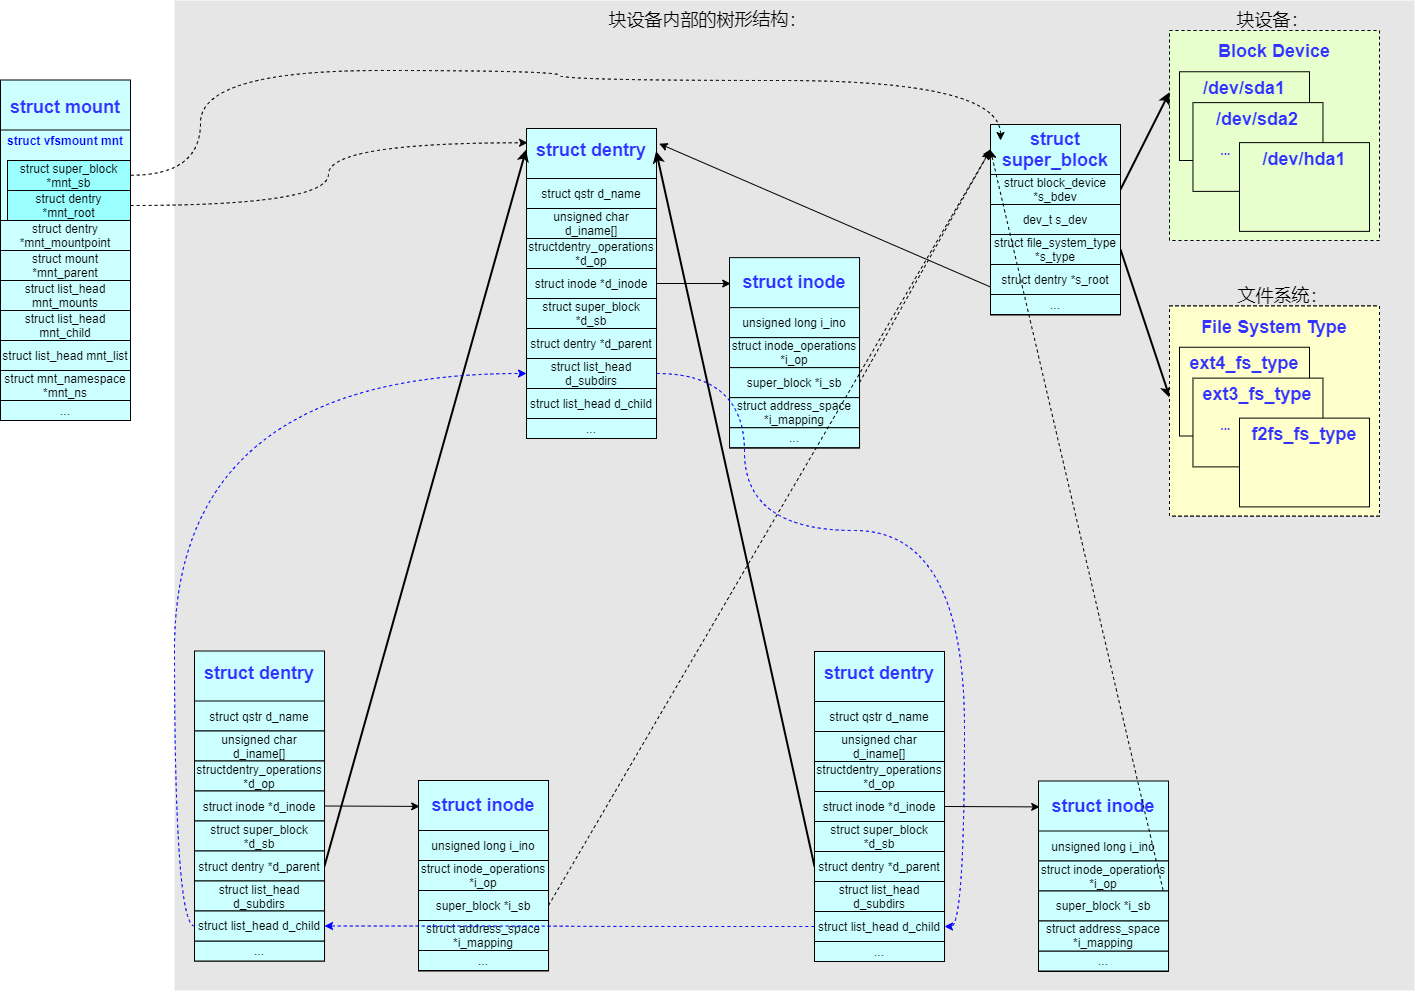 块设备内部的树形结构：
块设备：
Block Device
/dev/sda1
/dev/sda2
...
/dev/hda1
文件系统：
File System Type
ext4_fs_type
ext3_fs_type
...
f2fs_fs_type
struct mount
struct vfsmount mnt
struct super_block
*mnt_sb
struct dentry
*mnt_root
struct dentry
*mnt_mountpoint
struct mount
*mnt_parent
struct list_head
mnt_mounts
struct list_head
mnt_child
struct list_head mnt_list
struct mnt_namespace
*mnt_ns
...
struct dentry
struct qstr d_name
unsigned char
d_iname[]
structdentry_operations
*d_op
struct inode *d_inode
struct super_block
*d_sb
struct dentry *d_parent
struct list_head
d_subdirs
struct list_head d_child
...
struct inode
unsigned long i_ino
struct inode_operations
*i_op
super_block *i_sb
struct address_space
*i_mapping
...
struct
super_block
struct block_device
*s_bdev
dev_t s_dev
struct file_system_type
*s_type
struct dentry *s_root
...
struct dentry
struct qstr d_name
unsigned char
d_iname[]
structdentry_operations
*d_op
struct inode *d_inode
struct super_block
*d_sb
struct dentry *d_parent
struct list_head
d_subdirs
struct list_head d_child
...
struct inode
unsigned long i_ino
struct inode_operations
*i_op
super_block *i_sb
struct address_space
*i_mapping
...
struct dentry
struct qstr d_name
unsigned char
d_iname[]
structdentry_operations
*d_op
struct inode *d_inode
struct super_block
*d_sb
struct dentry *d_parent
struct list_head
d_subdirs
struct list_head d_child
...
struct inode
unsigned long i_ino
struct inode_operations
*i_op
super_block *i_sb
struct address_space
*i_mapping
...